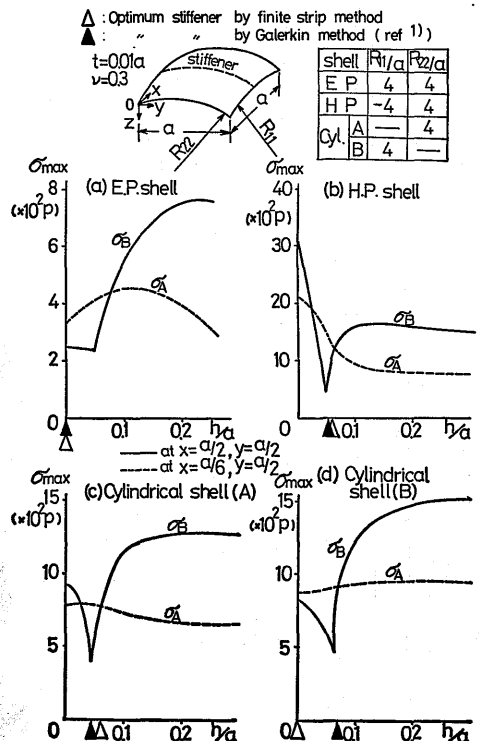 △ : Optimum stiffener by finite strip method
▲ : " " by Galerkin method ( ref 1) )
t=0.01a
ν=0.3
stiffener
0
x
y
z
a
a
R22
R11
shell R11/a R22/a
E P 4 4
H P -4 4
Cyl. A — 4
B 4 —
σmax
(×10²p)
(a) E.P. shell
8
6
4
2
0
σB
σA
0.1 0.2 h/a
σmax
(×10²p)
(b) H.P. shell
40
30
20
10
0
σB
σA
0.1 0.2 h/a
—— at x=a/2, y=a/2
---- at x=a/6, y=a/2
σmax
(×10²p)
(c) Cylindrical shell (A)
15
10
5
0
σB
σA
0.1 0.2 h/a
σmax
(×10²p)
(d) Cylindrical
shell (B)
15
10
5
0
σB
σA
0.1 0.2 h/a